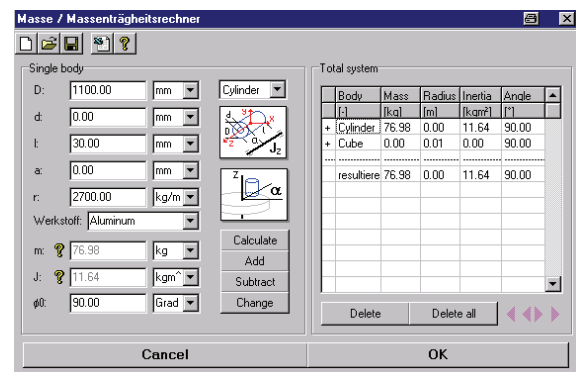 Masse / Massenträgheitsrechner
Single body
D: 1100.00 mm Cylinder
d: 0.00 mm
l: 30.00 mm
a: 0.00 mm
r: 2700.00 kg/m
Werkstoff: Aluminum
m: 76.98 kg
J: 11.64 kgm^
ϕ0: 90.00 Grad
Calculate
Add
Subtract
Change
Total system
Body Mass Radius Inertia Angle
[-] [kg] [m] [kgm²] [°]
+ Cylinder 76.98 0.00 11.64 90.00
+ Cube 0.00 0.01 0.00 90.00
resultiere 76.98 0.00 11.64 90.00
Delete Delete all
Cancel OK